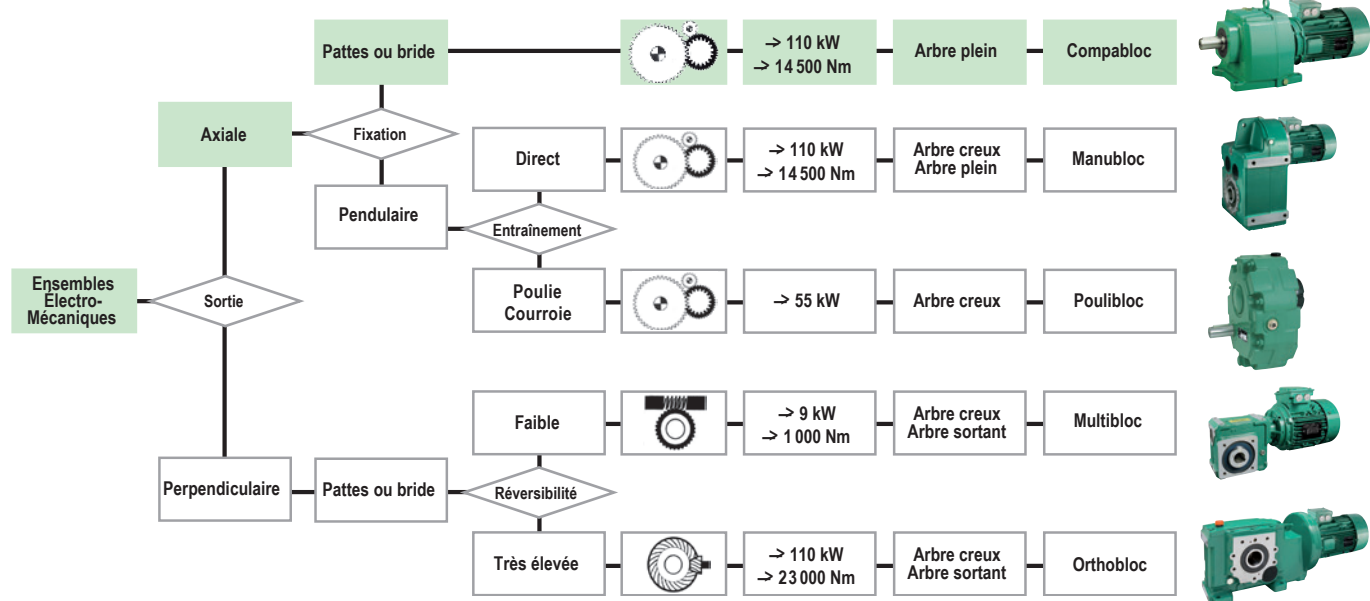 Pattes ou bride
-> 110 kW
-> 14 500 Nm
Arbre plein
Compabloc
Axiale
Fixation
Direct
-> 110 kW
-> 14 500 Nm
Arbre creux
Arbre plein
Manubloc
Pendulaire
Entraînement
Ensembles
Électro-
Mécaniques
Sortie
Poulie
Courroie
-> 55 kW
Arbre creux
Poulibloc
Faible
-> 9 kW
-> 1 000 Nm
Arbre creux
Arbre sortant
Multibloc
Perpendiculaire
Pattes ou bride
Réversibilité
Très élevée
-> 110 kW
-> 23 000 Nm
Arbre creux
Arbre sortant
Orthobloc